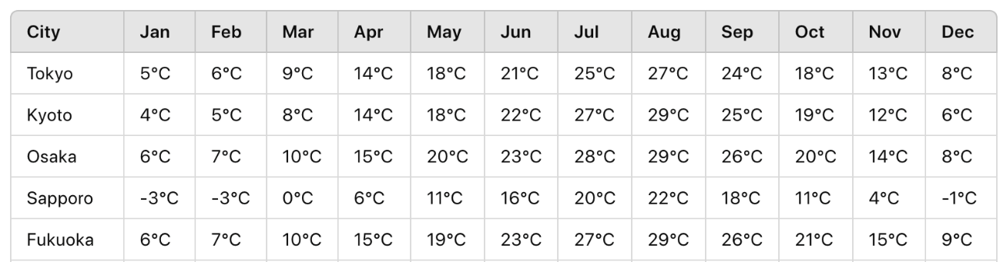 City Jan Feb Mar Apr May Jun Jul Aug Sep Oct Nov Dec
Tokyo 5°C 6°C 9°C 14°C 18°C 21°C 25°C 27°C 24°C 18°C 13°C 8°C
Kyoto 4°C 5°C 8°C 14°C 18°C 22°C 27°C 29°C 25°C 19°C 12°C 6°C
Osaka 6°C 7°C 10°C 15°C 20°C 23°C 28°C 29°C 26°C 20°C 14°C 8°C
Sapporo -3°C -3°C 0°C 6°C 11°C 16°C 20°C 22°C 18°C 11°C 4°C -1°C
Fukuoka 6°C 7°C 10°C 15°C 19°C 23°C 27°C 29°C 26°C 21°C 15°C 9°C